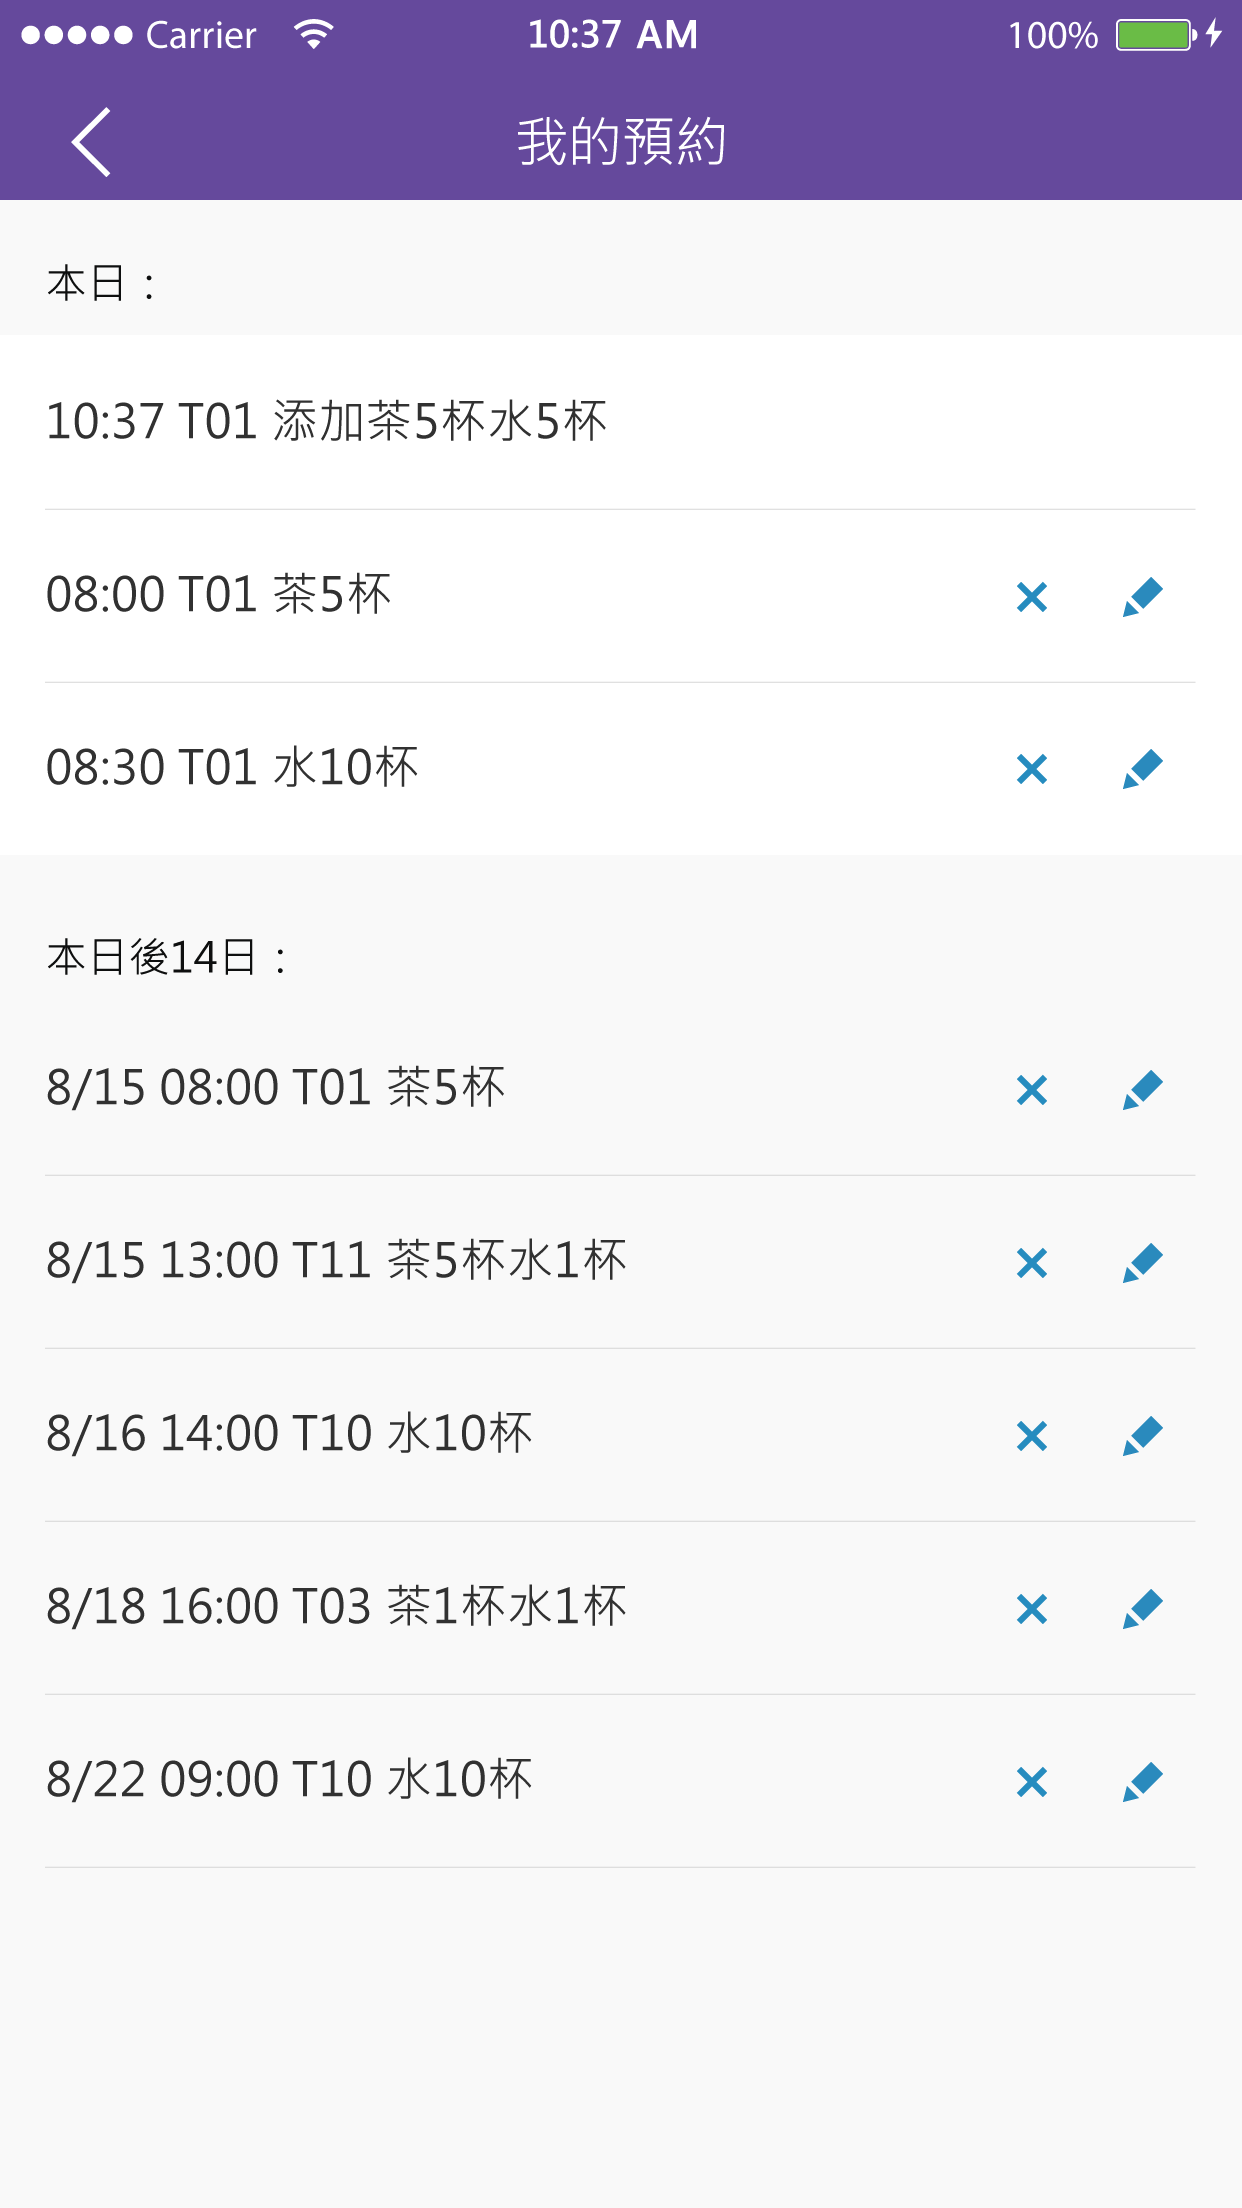 Carrier 10:37 AM 100%
我的預約
本日：
10:37 T01 添加茶5杯水5杯
08:00 T01 茶5杯
08:30 T01 水10杯
本日後14日：
8/15 08:00 T01 茶5杯
8/15 13:00 T11 茶5杯水1杯
8/16 14:00 T10 水10杯
8/18 16:00 T03 茶1杯水1杯
8/22 09:00 T10 水10杯